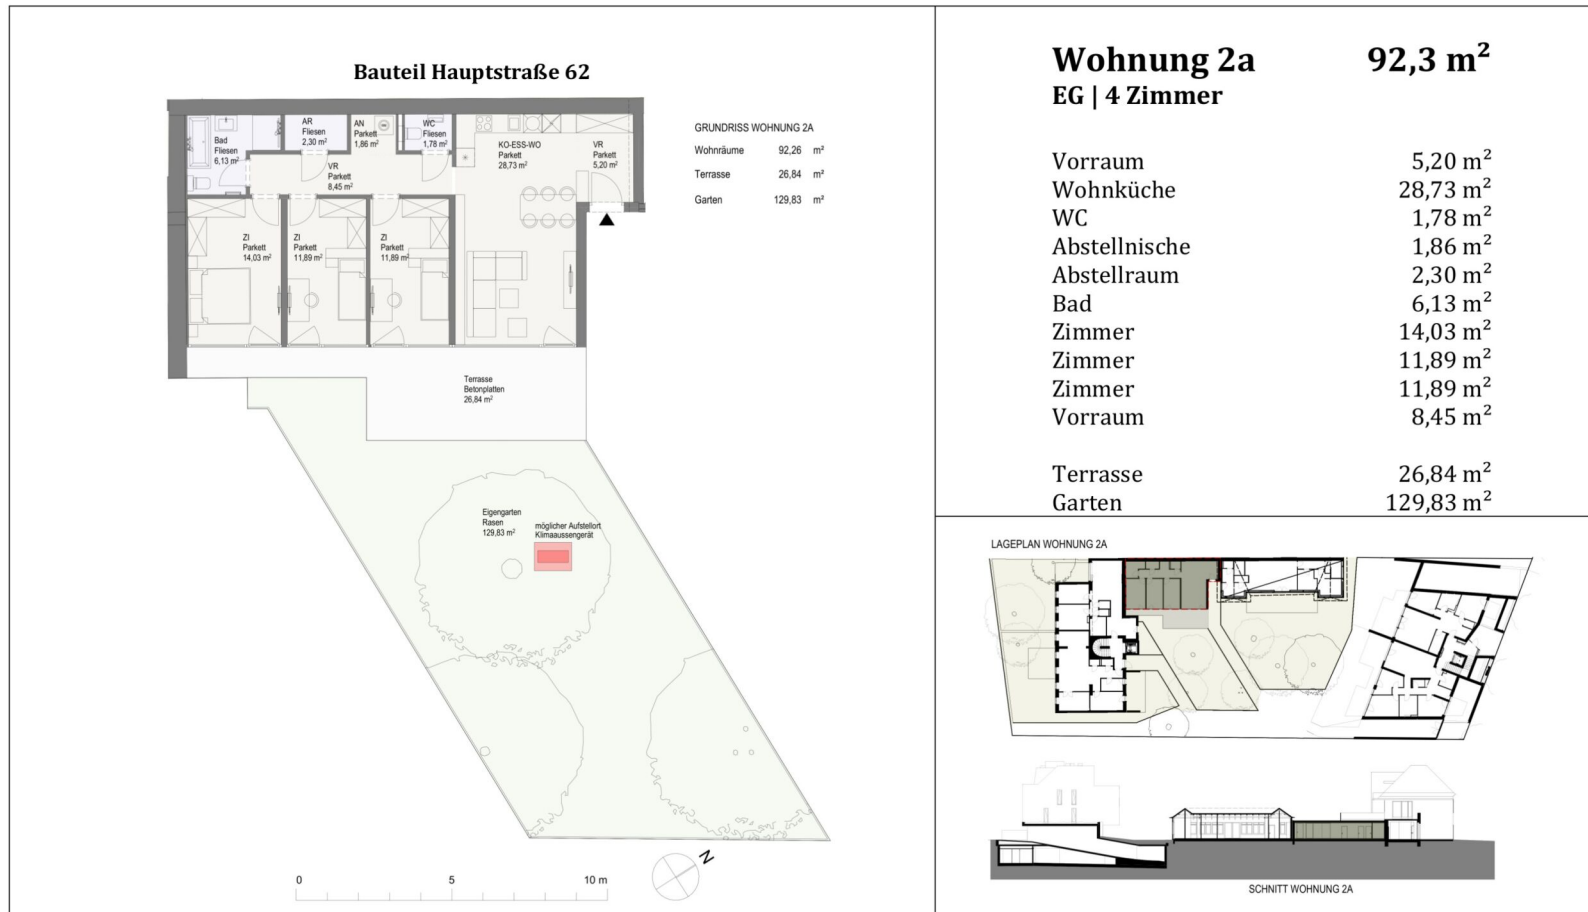 Bauteil Hauptstraße 62
Bad
Fliesen
6,13 m²
AR
Fliesen
2,30 m²
AN
Parkett
1,86 m²
WC
Fliesen
1,78 m²
VR
Parkett
8,45 m²
KO-ESS-WO
Parkett
28,73 m²
VR
Parkett
5,20 m²
ZI
Parkett
14,03 m²
ZI
Parkett
11,89 m²
ZI
Parkett
11,89 m²
Terrasse
Betonplatten
26,84 m²
Eigengarten
Rasen
129,83 m²
möglicher Aufstellort
Klimaaussengerät
0 5 10 m
N
GRUNDRISS WOHNUNG 2A
Wohnräume 92,26 m²
Terrasse 26,84 m²
Garten 129,83 m²
Wohnung 2a 92,3 m²
EG | 4 Zimmer
Vorraum 5,20 m²
Wohnküche 28,73 m²
WC 1,78 m²
Abstellnische 1,86 m²
Abstellraum 2,30 m²
Bad 6,13 m²
Zimmer 14,03 m²
Zimmer 11,89 m²
Zimmer 11,89 m²
Vorraum 8,45 m²
Terrasse 26,84 m²
Garten 129,83 m²
LAGEPLAN WOHNUNG 2A
SCHNITT WOHNUNG 2A